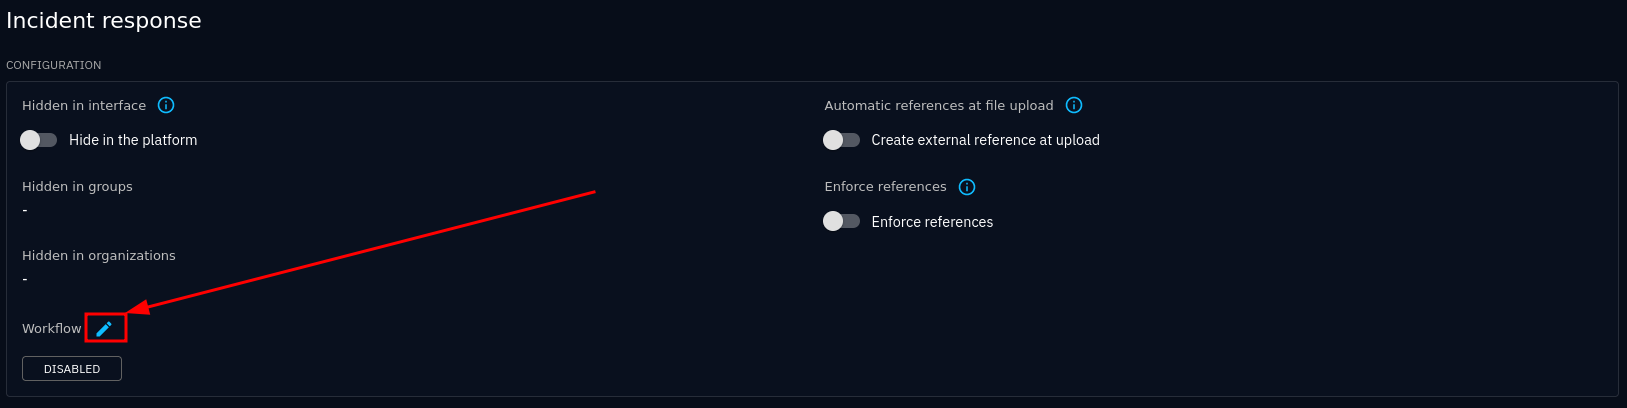 Incident response
CONFIGURATION
Hidden in interface
Hide in the platform
Hidden in groups
-
Hidden in organizations
-
Workflow
DISABLED
Automatic references at file upload
Create external reference at upload
Enforce references
Enforce references